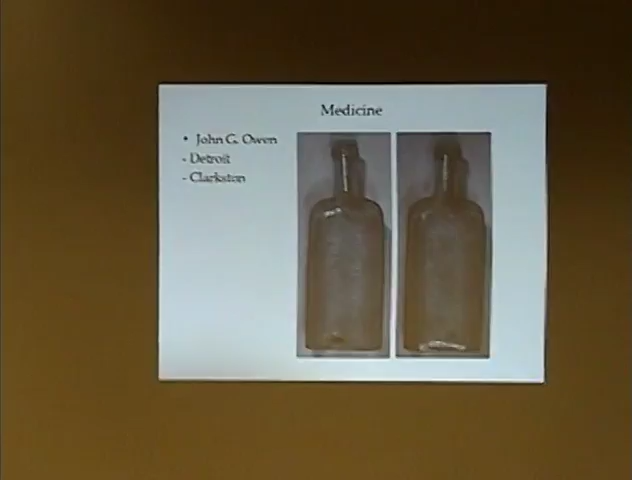 Medicine
• John G. Owen
- Detroit
- Clarkston